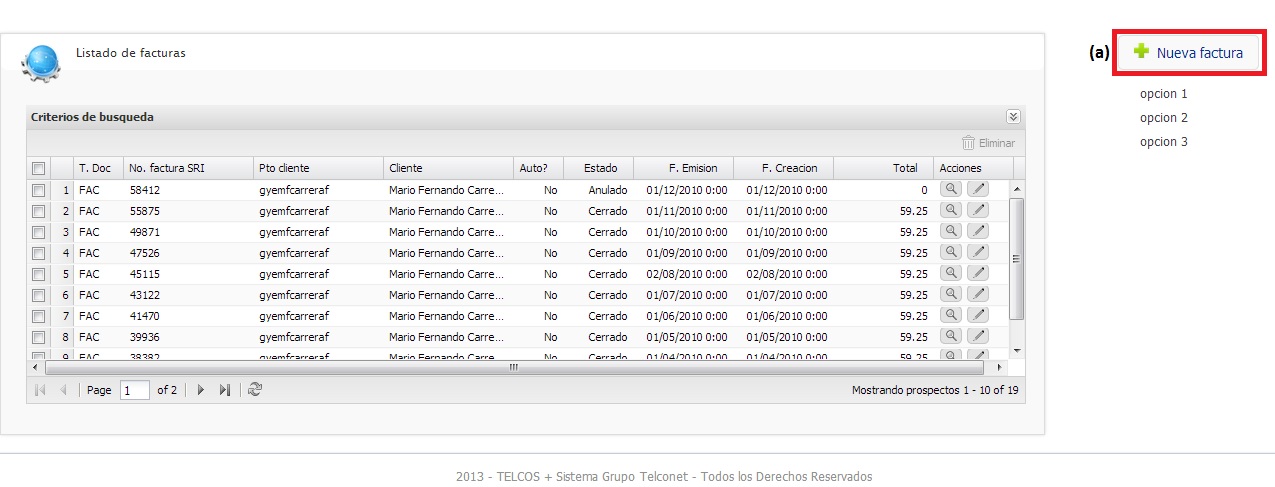 Listado de facturas
(a) Nueva factura
opcion 1
opcion 2
opcion 3
Criterios de busqueda
Eliminar
T. Doc No. factura SRI Pto cliente Cliente Auto? Estado F. Emision F. Creacion Total Acciones
1 FAC 58412 gyemfcarreraf Mario Fernando Carre... No Anulado 01/12/2010 0:00 01/12/2010 0:00 0
2 FAC 55875 gyemfcarreraf Mario Fernando Carre... No Cerrado 01/11/2010 0:00 01/11/2010 0:00 59.25
3 FAC 49871 gyemfcarreraf Mario Fernando Carre... No Cerrado 01/10/2010 0:00 01/10/2010 0:00 59.25
4 FAC 47526 gyemfcarreraf Mario Fernando Carre... No Cerrado 01/09/2010 0:00 01/09/2010 0:00 59.25
5 FAC 45115 gyemfcarreraf Mario Fernando Carre... No Cerrado 02/08/2010 0:00 02/08/2010 0:00 59.25
6 FAC 43122 gyemfcarreraf Mario Fernando Carre... No Cerrado 01/07/2010 0:00 01/07/2010 0:00 59.25
7 FAC 41470 gyemfcarreraf Mario Fernando Carre... No Cerrado 01/06/2010 0:00 01/06/2010 0:00 59.25
8 FAC 39936 gyemfcarreraf Mario Fernando Carre... No Cerrado 01/05/2010 0:00 01/05/2010 0:00 59.25
9 FAC 38382 gyemfcarreraf Mario Fernando Carre... No Cerrado 01/04/2010 0:00 01/04/2010 0:00 59.25
Page 1 of 2 Mostrando prospectos 1 - 10 of 19
2013 - TELCOS + Sistema Grupo Telconet - Todos los Derechos Reservados